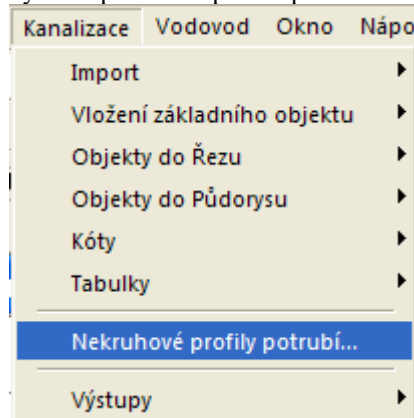 Kanalizace Vodovod Okno Nápo
Import
Vložení základního objektu
Objekty do Řezu
Objekty do Půdorysu
Kóty
Tabulky
Nekruhové profily potrubí...
Výstupy